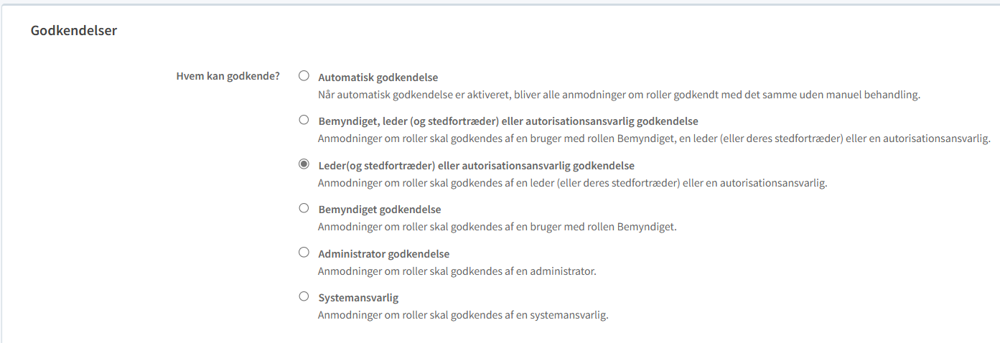 Godkendelser
Hvem kan godkende?
Automatisk godkendelse
Når automatisk godkendelse er aktiveret, bliver alle anmodninger om roller godkendt med det samme uden manuel behandling.
Bemyndiget, leder (og stedfortræder) eller autorisationsansvarlig godkendelse
Anmodninger om roller skal godkendes af en bruger med rollen Bemyndiget, en leder (eller deres stedfortræder) eller en autorisationsansvarlig.
Leder(og stedfortræder) eller autorisationsansvarlig godkendelse
Anmodninger om roller skal godkendes af en leder (eller deres stedfortræder) eller en autorisationsansvarlig.
Bemyndiget godkendelse
Anmodninger om roller skal godkendes af en bruger med rollen Bemyndiget.
Administrator godkendelse
Anmodninger om roller skal godkendes af en administrator.
Systemansvarlig
Anmodninger om roller skal godkendes af en systemansvarlig.